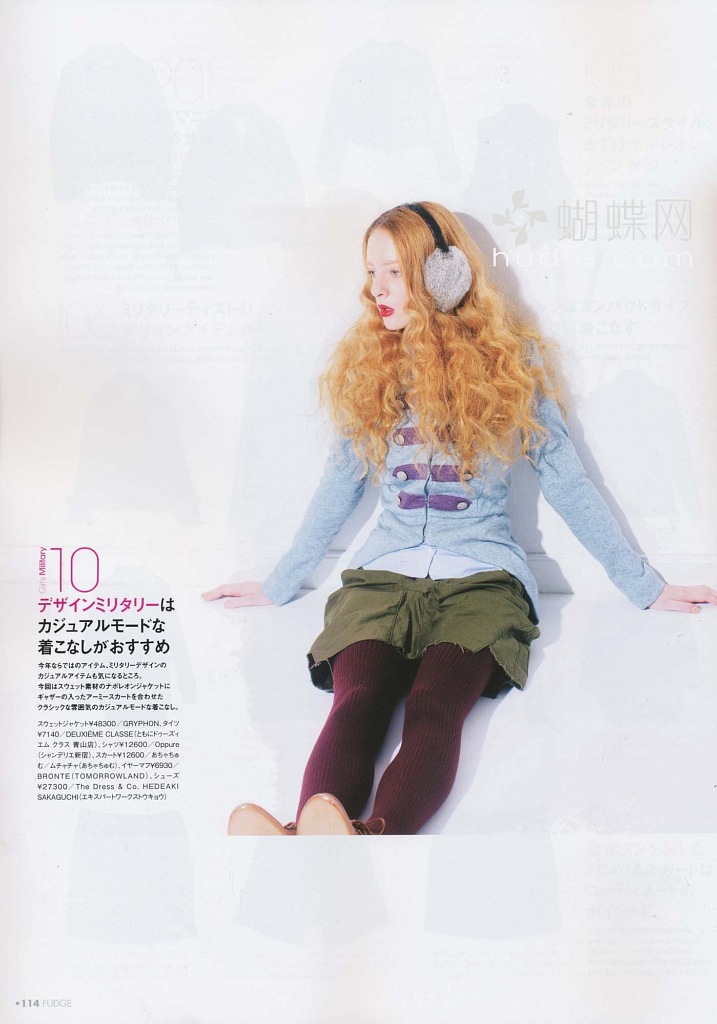 蝴蝶网
hudie.com
Girl's Military
10
デザインミリタリーは
カジュアルモードな
着こなしがおすすめ
今年ならではのアイテム、ミリタリーデザインの
カジュアルアイテムも気になるところ。
今回はスウェット素材のナポレオンジャケットに
ギャザーの入ったアーミースカートを合わせた
クラシックな雰囲気のカジュアルモードな着こなし。
スウェットジャケット¥48300／GRYPHON、タイツ
¥7140／DEUXIÈME CLASSE（ともにドゥーズィ
エム クラス 青山店）、シャツ¥12600／Oppure
（シャンデリエ新宿）、スカート¥12600／あちゃちゅ
む／ムチャチャ（あちゃちゅむ）、イヤーマフ¥6930／
BRONTE（TOMORROWLAND）、シューズ
¥27300／The Dress & Co. HEDEAKI
SAKAGUCHI（エキスパートワークストウキョウ）
114 FUDGE